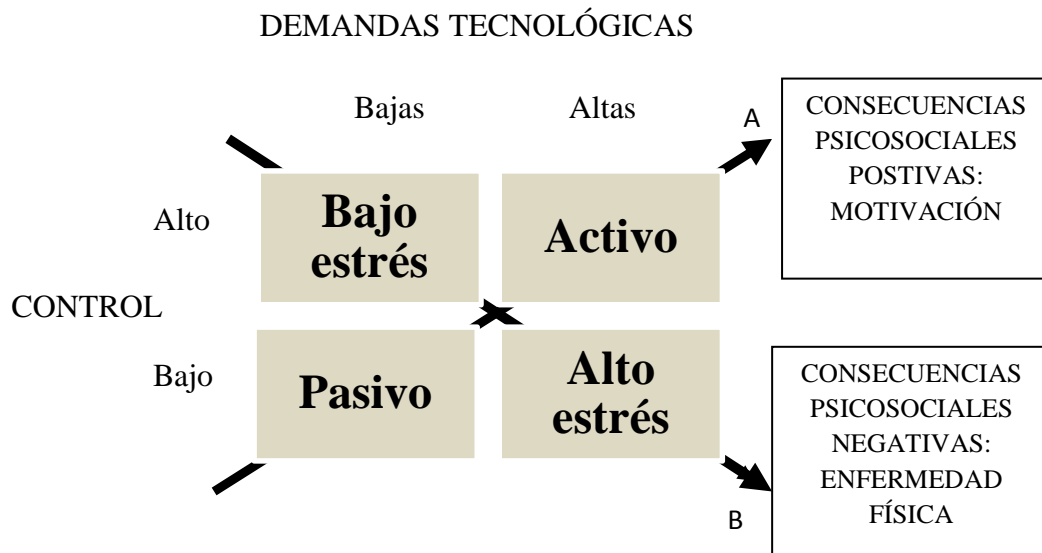 DEMANDAS TECNOLÓGICAS
Bajas
Altas
A
CONSECUENCIAS
PSICOSOCIALES
POSTIVAS:
MOTIVACIÓN
Alto
Bajo
estrés
Activo
CONTROL
Bajo
Pasivo
Alto
estrés
CONSECUENCIAS
PSICOSOCIALES
NEGATIVAS:
ENFERMEDAD
FÍSICA
B